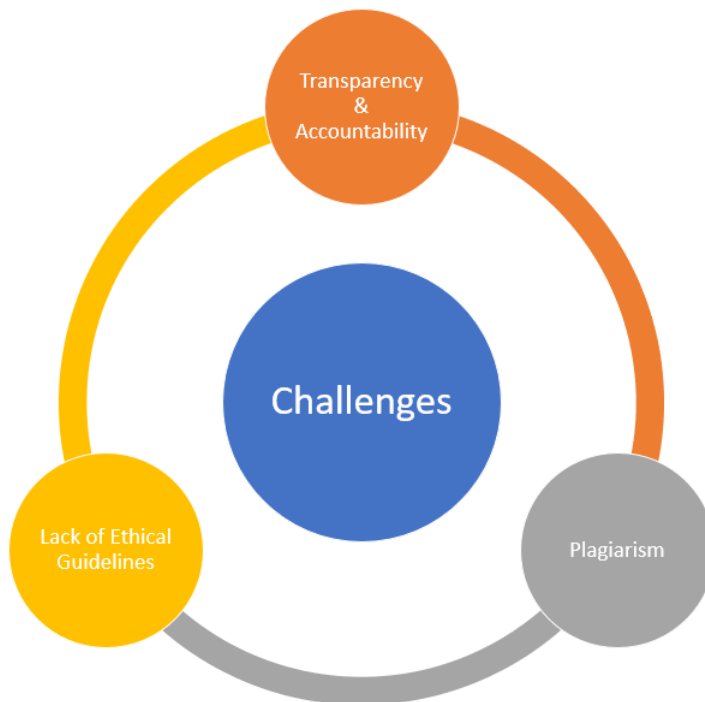 Transparency
&
Accountability
Challenges
Lack of Ethical
Guidelines
Plagiarism